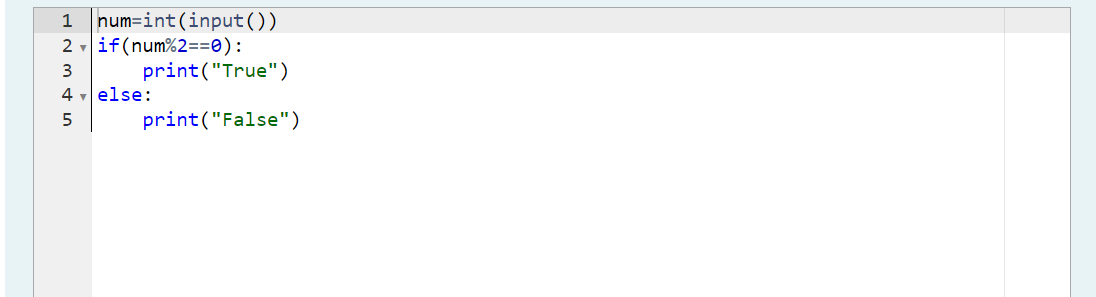 1 num=int(input())
2 if(num%2==0):
3     print("True")
4 else:
5     print("False")